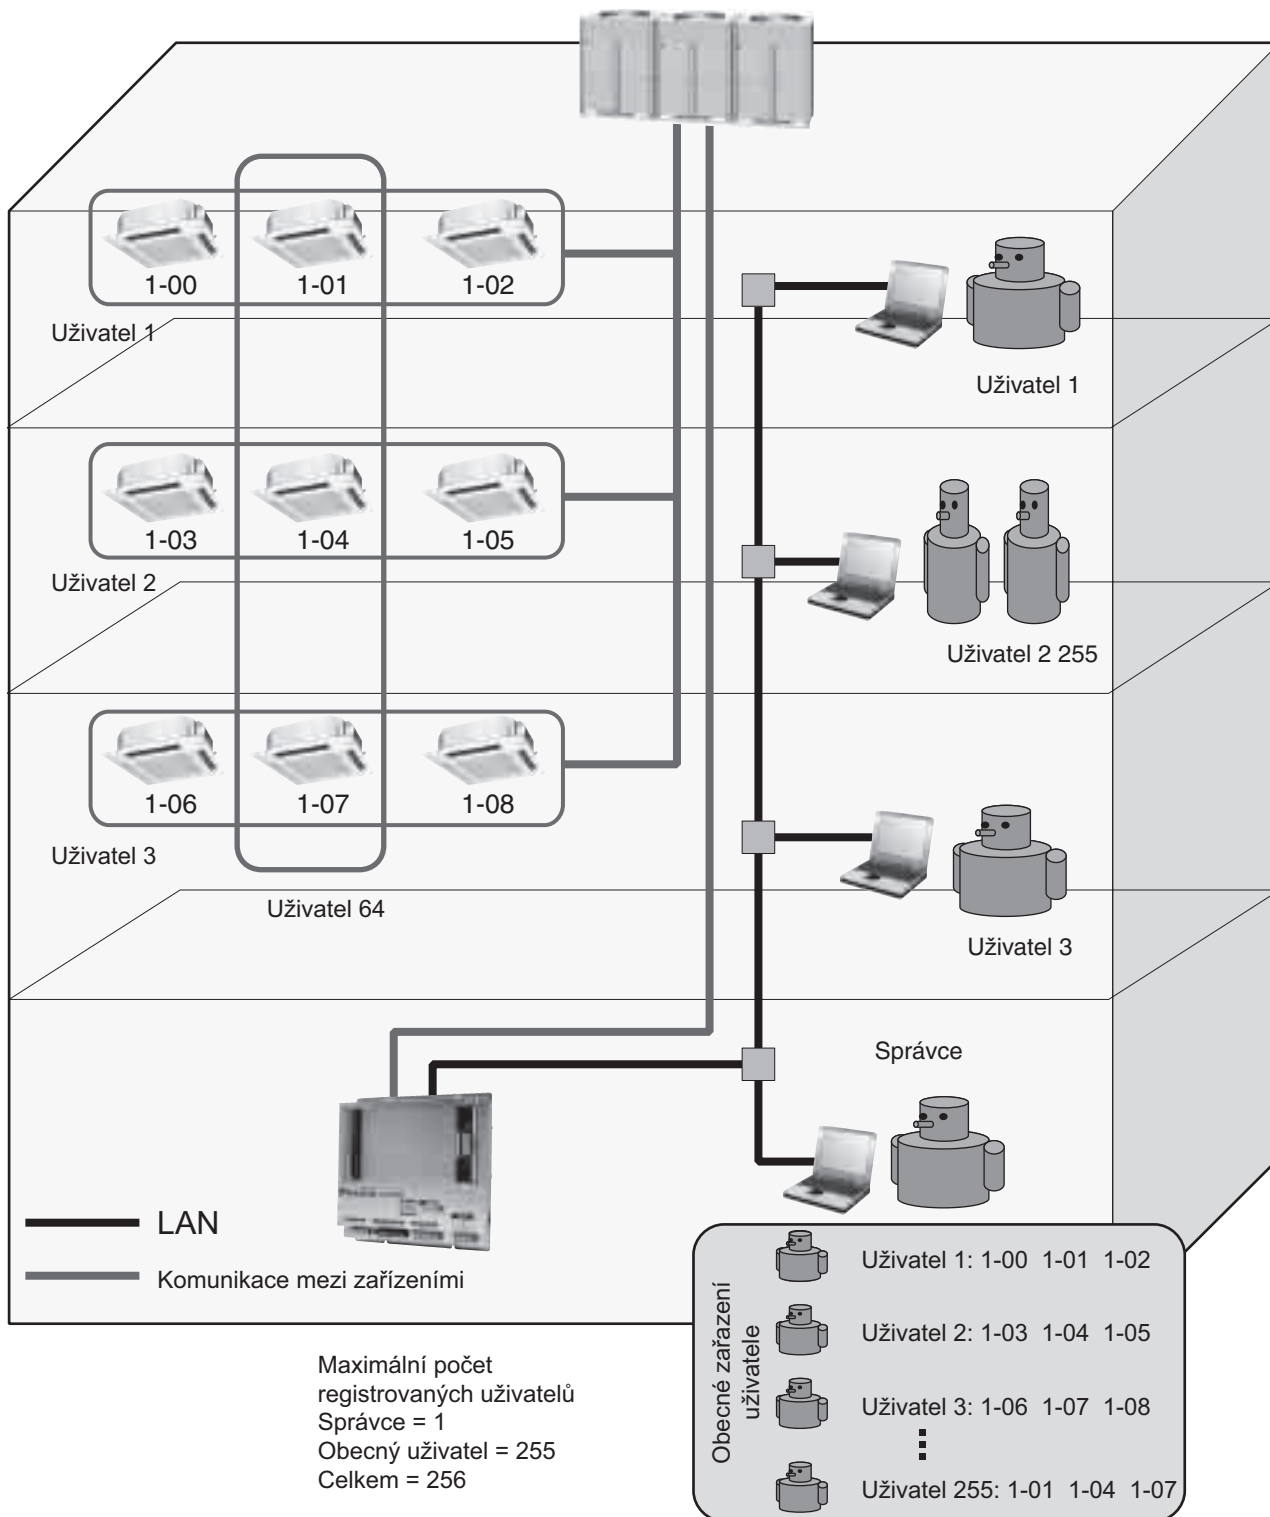 1-00 1-01 1-02
Uživatel 1
Uživatel 1
1-03 1-04 1-05
Uživatel 2
Uživatel 2 255
1-06 1-07 1-08
Uživatel 3
Uživatel 64
Uživatel 3
Správce
LAN
Komunikace mezi zařízeními
Maximální počet
registrovaných uživatelů
Správce = 1
Obecný uživatel = 255
Celkem = 256
Obecné zařazení
uživatele
Uživatel 1: 1-00 1-01 1-02
Uživatel 2: 1-03 1-04 1-05
Uživatel 3: 1-06 1-07 1-08
Uživatel 255: 1-01 1-04 1-07